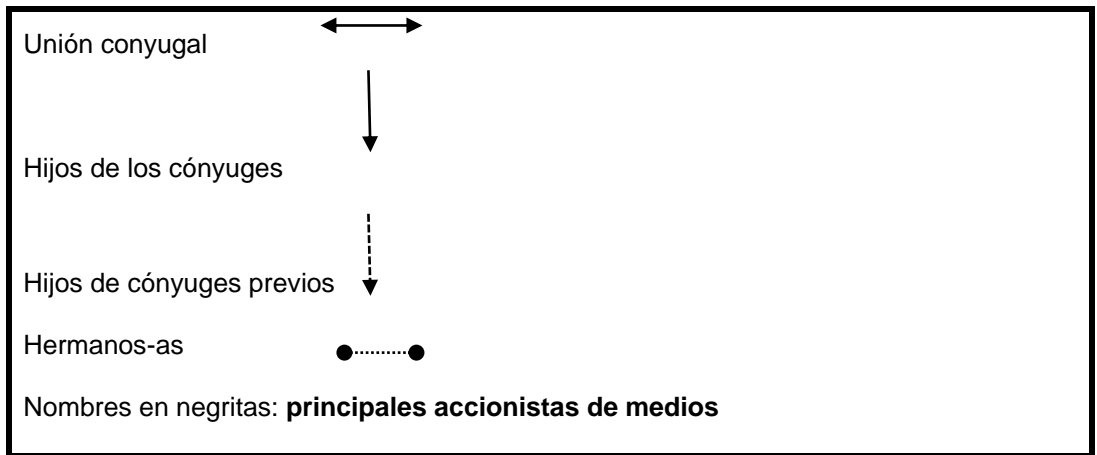 Unión conyugal
Hijos de los cónyuges
Hijos de cónyuges previos
Hermanos-as
Nombres en negritas: principales accionistas de medios